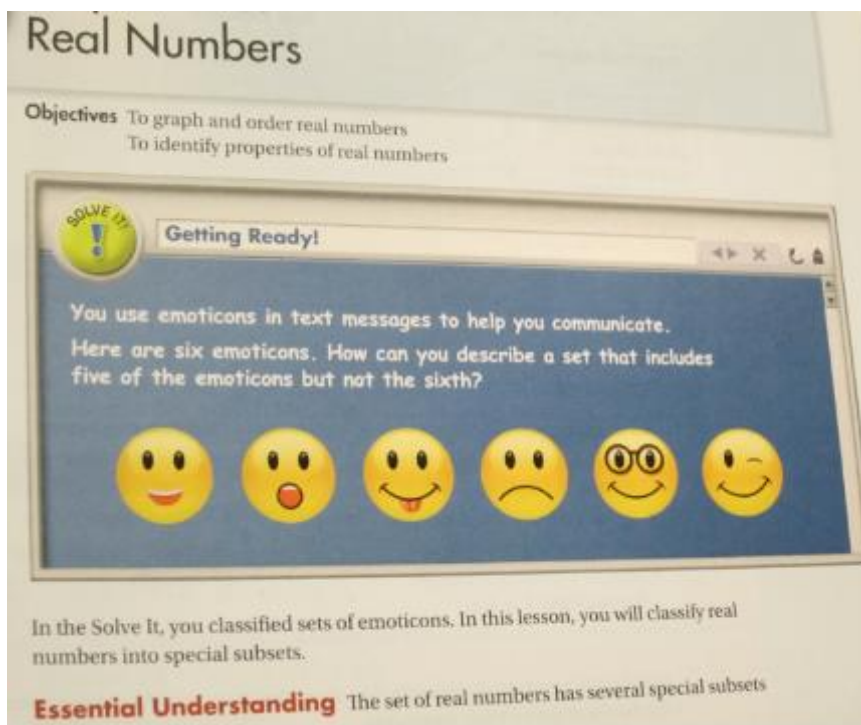 Real Numbers
Objectives To graph and order real numbers
To identify properties of real numbers
SOLVE IT!
Getting Ready!
You use emoticons in text messages to help you communicate.
Here are six emoticons. How can you describe a set that includes
five of the emoticons but not the sixth?
In the Solve It, you classified sets of emoticons. In this lesson, you will classify real
numbers into special subsets.
Essential Understanding The set of real numbers has several special subsets